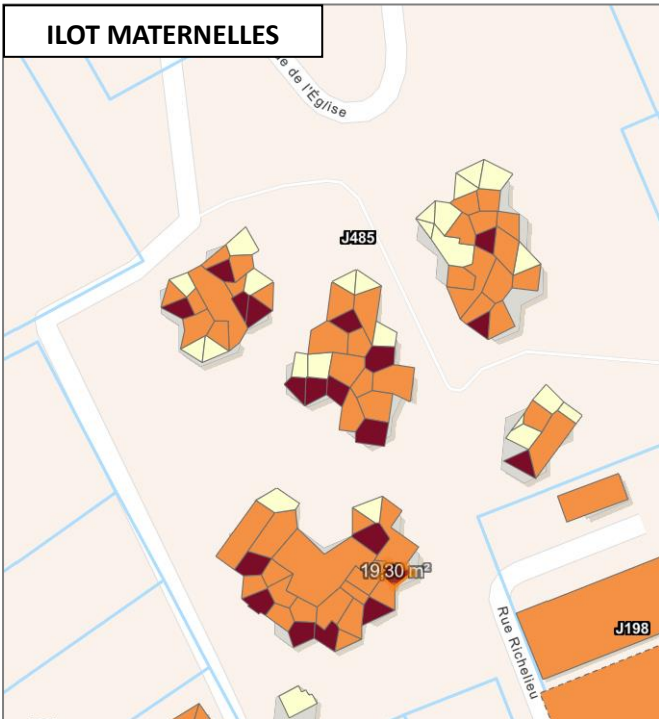 ILOT MATERNELLES
e de l'Église
J485
19,30 m²
Rue Richelieu
J198